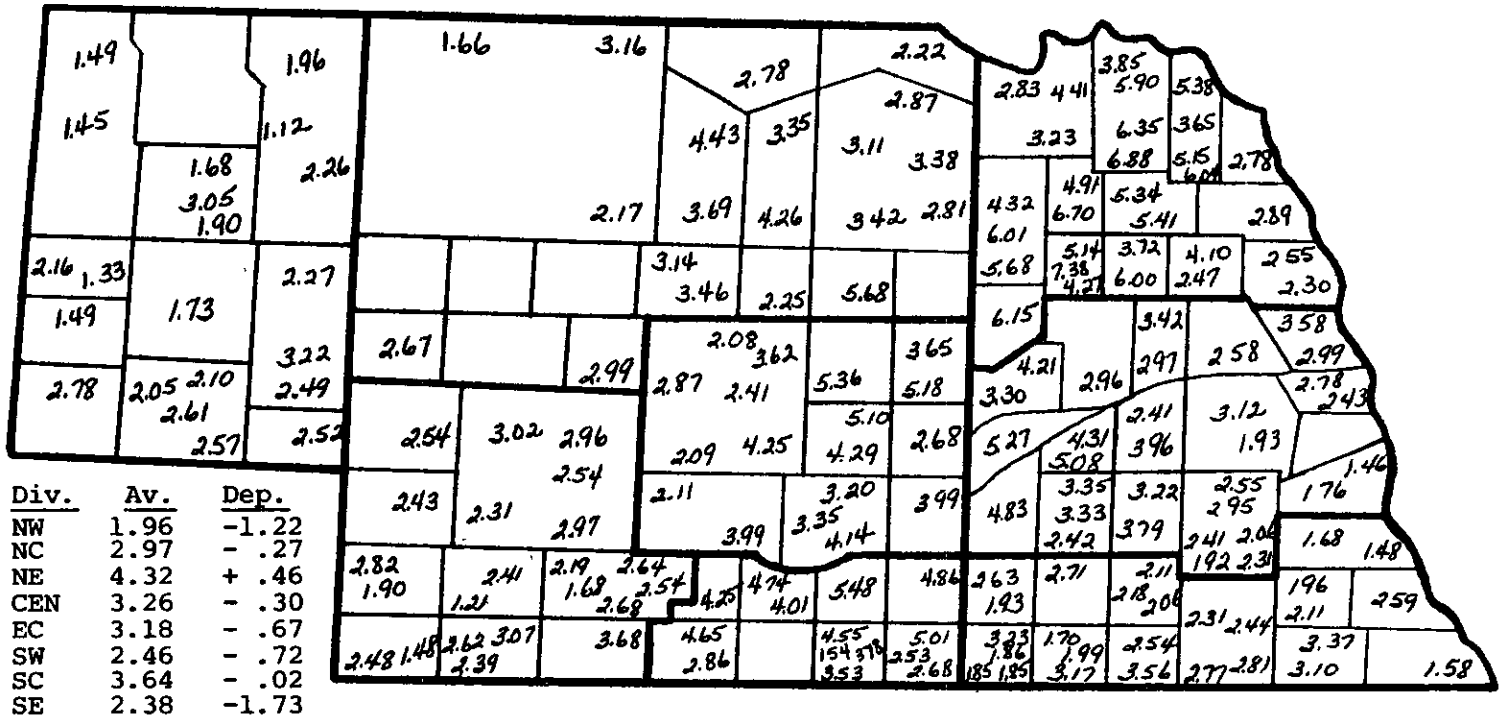 1.49 1.96 1.66 3.16 2.78 2.22 2.83 4.41 3.85 5.90 5.38
1.45 1.12 2.26 4.43 3.35 2.87 3.11 3.38 3.23 6.35 6.88 3.65 5.15 2.78
1.68 3.05 1.90 2.17 3.69 4.26 3.42 2.81 4.32 6.01 5.68 4.91 6.70 5.34 5.41 2.89
2.16 1.33 2.27 3.14 3.46 2.25 5.68 5.14 7.38 4.27 3.72 6.00 4.10 2.47 2.55 2.30
1.49 1.73 6.15 3.42 3.58
3.22 2.67 2.99 2.08 3.62 3.65 4.21 2.97 2.58 2.99
2.78 2.05 2.10 2.49 2.87 2.41 5.36 5.18 3.30 2.96 2.78 2.43
2.61 5.10 2.41 3.12
2.57 2.52 2.54 3.02 2.96 2.09 4.25 4.29 2.68 5.27 4.31 5.08 3.96 1.93 1.46
2.54 2.11 3.20 3.99 3.35 3.22 2.55 1.76
2.43 2.31 2.97 3.99 3.35 4.14 4.83 3.33 2.42 3.79 2.95 2.41 2.06 1.92 2.31 1.68 1.48
2.82 1.90 2.41 1.21 2.19 1.68 2.64 2.54 2.68 4.25 4.74 4.01 5.48 4.86 2.63 1.93 2.71 2.11 2.18 2.06 1.96 2.11 2.59
2.48 1.48 2.62 3.07 2.39 3.68 4.65 2.86 4.55 1.54 3.78 3.53 5.01 2.53 2.68 3.23 1.86 1.85 1.85 1.70 1.99 3.17 2.54 3.56 2.31 2.44 2.77 2.81 3.37 3.10 1.58
Div. Av. Dep.
NW 1.96 -1.22
NC 2.97 - .27
NE 4.32 + .46
CEN 3.26 - .30
EC 3.18 - .67
SW 2.46 - .72
SC 3.64 - .02
SE 2.38 -1.73